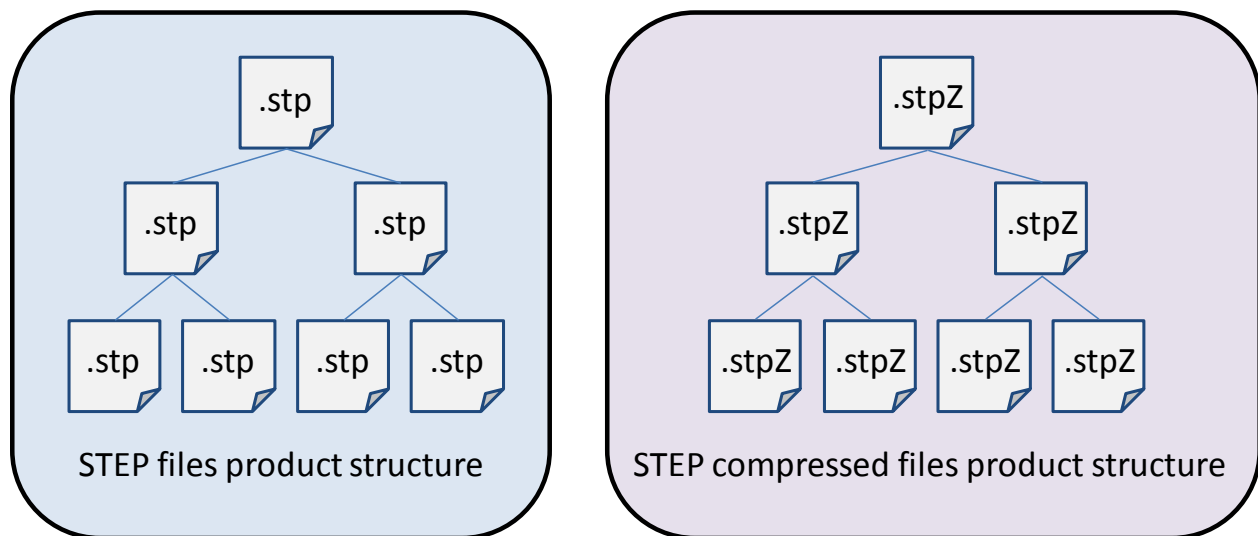 .stp
.stp .stp
.stp .stp .stp .stp
STEP files product structure
.stpZ
.stpZ .stpZ
.stpZ .stpZ .stpZ .stpZ
STEP compressed files product structure